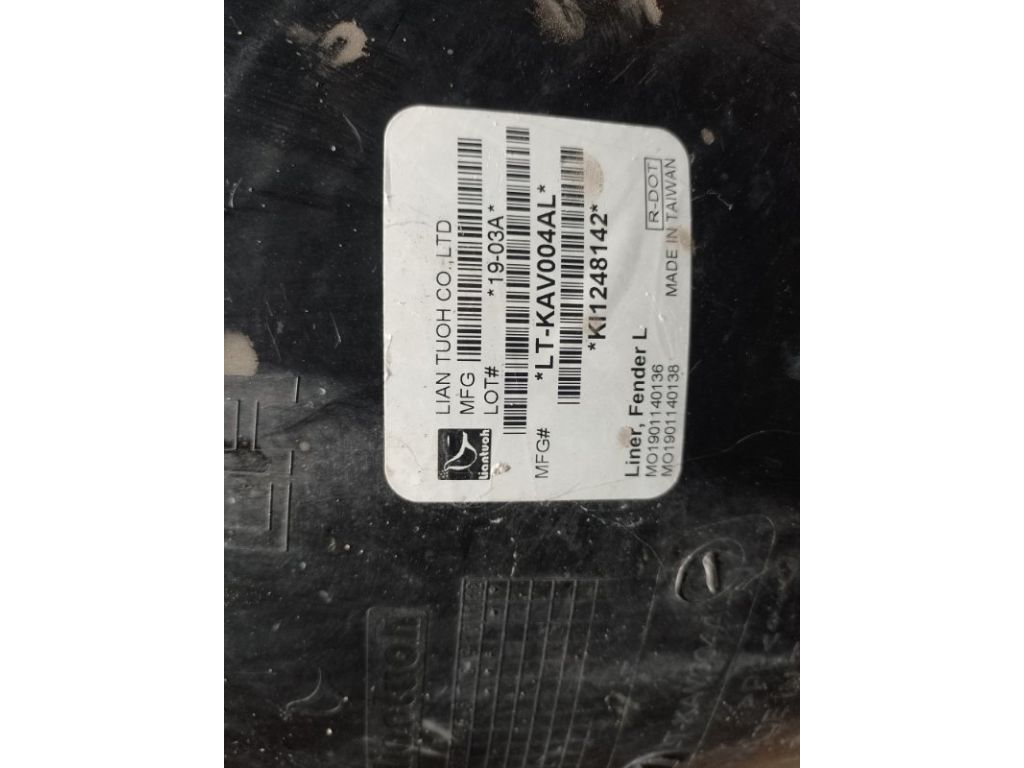 LIAN TUOH CO.,LTD
MFG
LOT#
*19-03A*
liantuoh
*LT-KAV004AL*
MFG#
*KI1248142*
Liner, Fender L
MO1901140136
MO1901140138
R-DOT
MADE IN TAIWAN